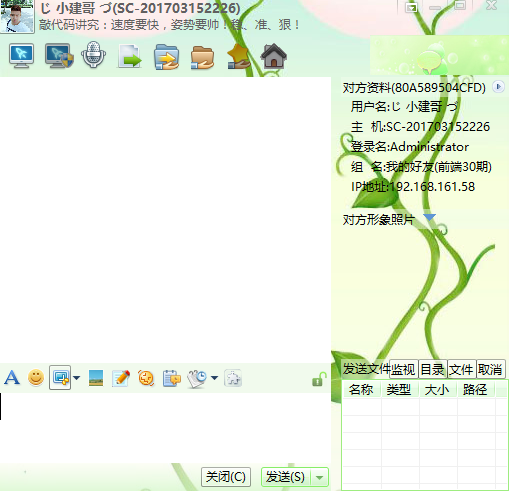 じ 小建哥 づ(SC-201703152226)
敲代码讲究：速度要快，姿势要帅！稳、准、狠！
对方资料(80A589504CFD)
用户名:じ 小建哥 づ
主 机:SC-201703152226
登录名:Administrator
组 名:我的好友(前端30期)
IP地址:192.168.161.58
对方形象照片
发送文件 监视 目录 文件 取消
名称 类型 大小 路径
关闭(C) 发送(S)